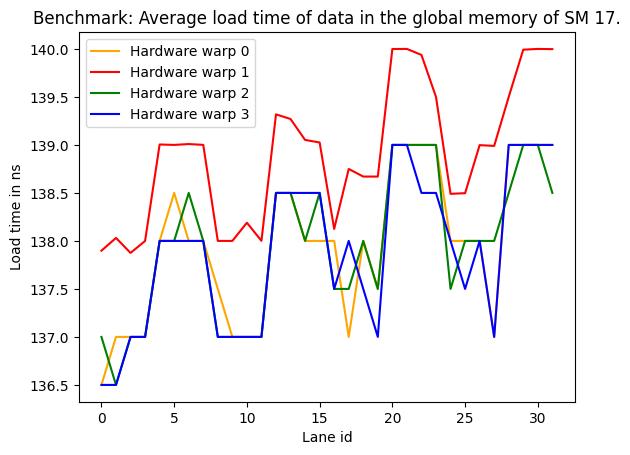 Benchmark: Average load time of data in the global memory of SM 17.
Hardware warp 0
Hardware warp 1
Hardware warp 2
Hardware warp 3
140.0
139.5
139.0
138.5
138.0
137.5
137.0
136.5
Load time in ns
0 5 10 15 20 25 30
Lane id